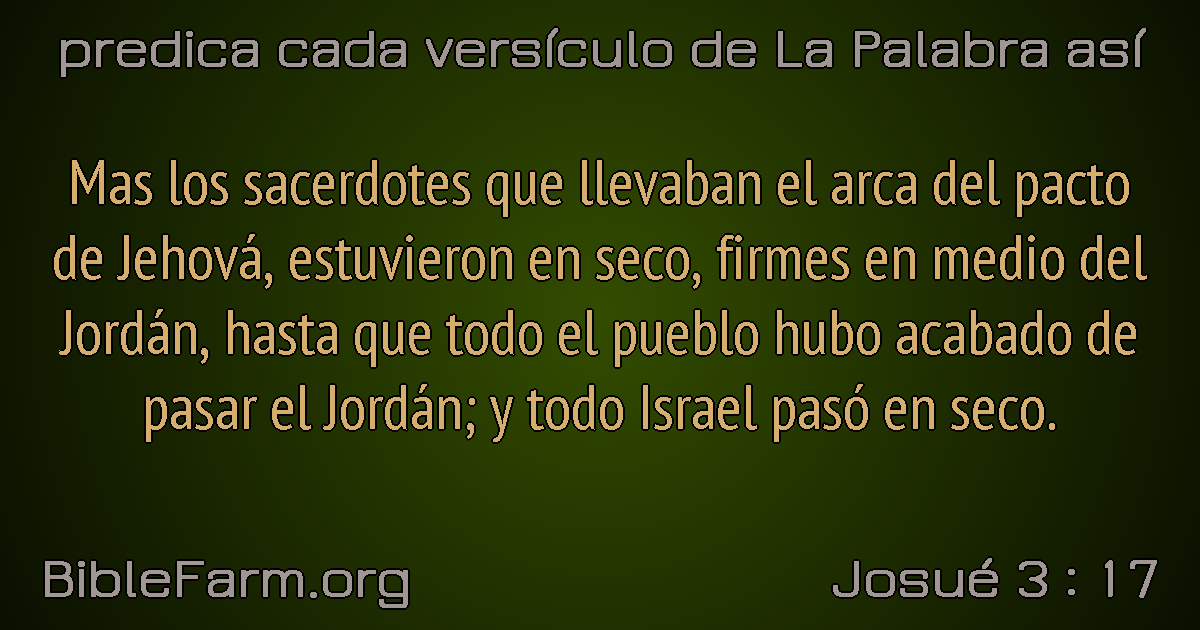 predica cada versículo de La Palabra así
Mas los sacerdotes que llevaban el arca del pacto
de Jehová, estuvieron en seco, firmes en medio del
Jordán, hasta que todo el pueblo hubo acabado de
pasar el Jordán; y todo Israel pasó en seco.
BibleFarm.org
Josué 3 : 17